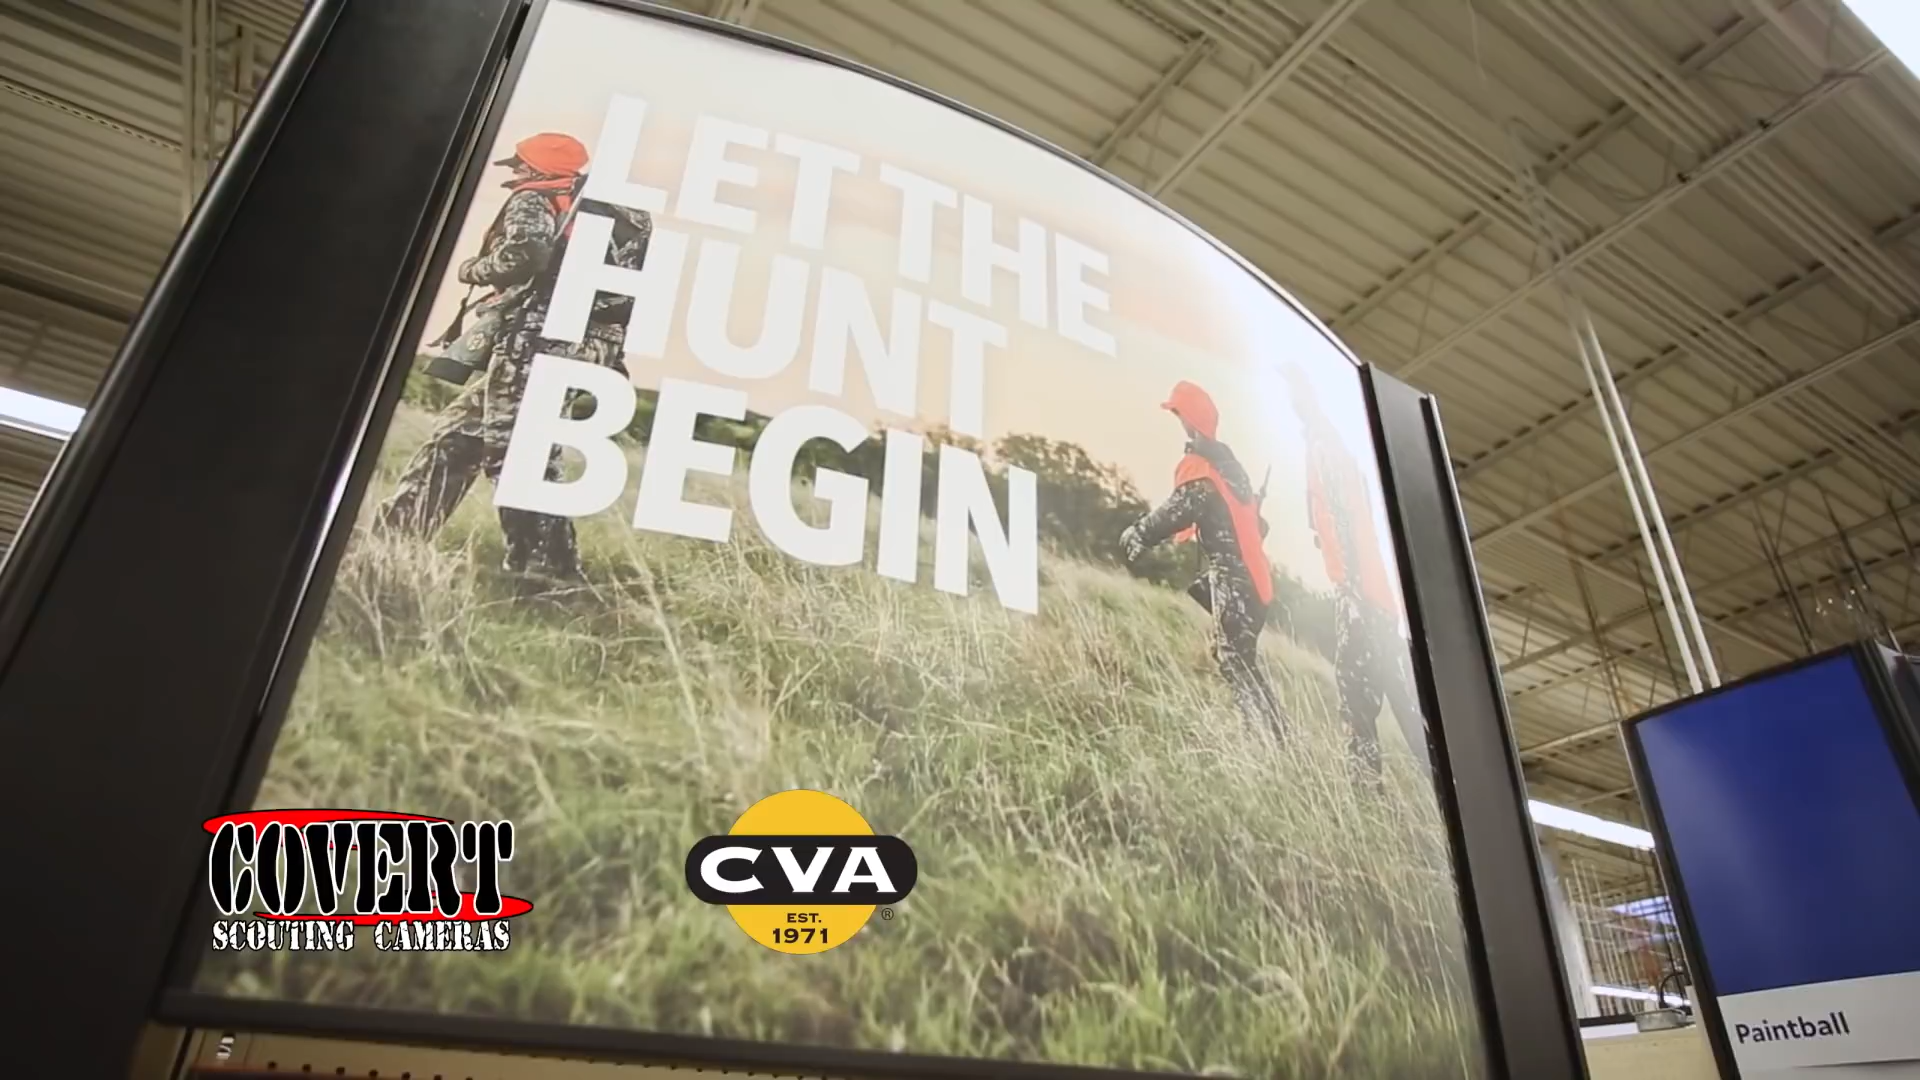 LET THE
HUNT
BEGIN
COVERT
SCOUTING CAMERAS
CVA
EST.
1971
®
Paintball